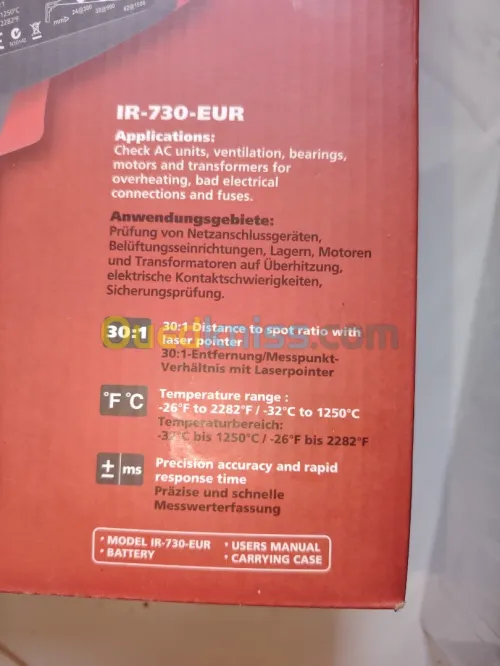 1250°C
2282°F
IR-730-EUR
Applications:
Check AC units, ventilation, bearings,
motors and transformers for
overheating, bad electrical
connections and fuses.
Anwendungsgebiete:
Prüfung von Netzanschlussgeräten,
Belüftungseinrichtungen, Lagern, Motoren
und Transformatoren auf Überhitzung,
elektrische Kontaktschwierigkeiten,
Sicherungsprüfung.
30:1
30:1 Distance to spot ratio with
laser pointer
30:1-Entfernung/Messpunkt-
Verhältnis mit Laserpointer
Ouedkniss.com
°F °C
Temperature range :
-26°F to 2282°F / -32°C to 1250°C
Temperaturbereich:
-32°C bis 1250°C / -26°F bis 2282°F
± ms
Precision accuracy and rapid
response time
Präzise und schnelle
Messwerterfassung
* MODEL IR-730-EUR * USERS MANUAL
* BATTERY * CARRYING CASE